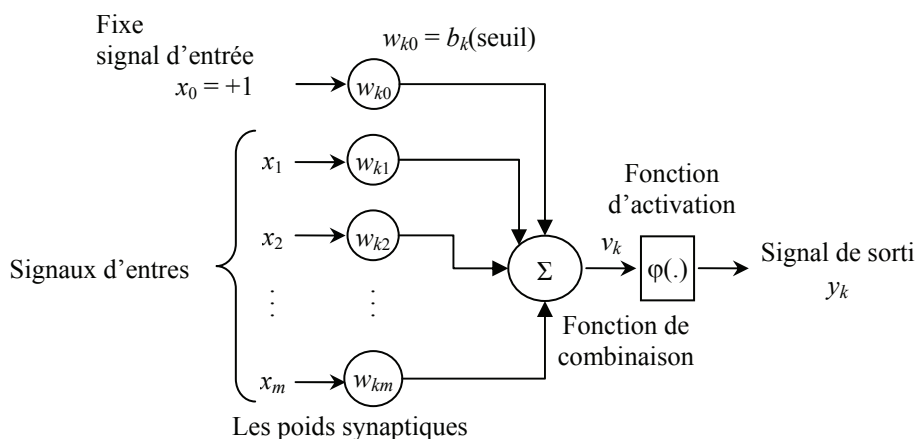 Fixe
signal d'entrée
x0 = +1
wk0 = bk(seuil)
wk0
x1
wk1
x2
wk2
Signaux d'entres
⋮
⋮
xm
wkm
Les poids synaptiques
Σ
Fonction de
combinaison
vk
Fonction
d'activation
φ(.)
Signal de sorti
yk